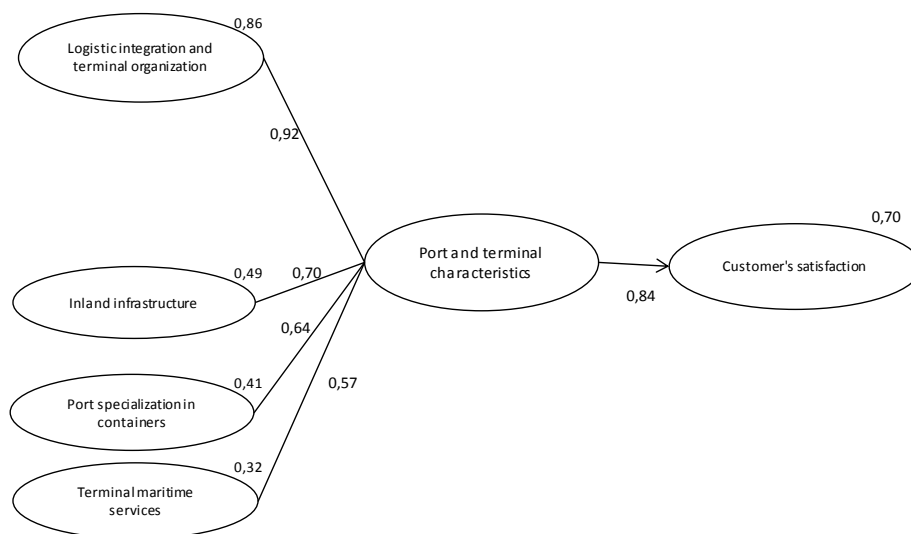 0,86
Logistic integration and
terminal organization
0,92
Port and terminal
characteristics
0,70
Customer's satisfaction
0,84
0,49
0,70
Inland infrastructure
0,64
0,41
0,57
Port specialization in
containers
0,32
Terminal maritime
services